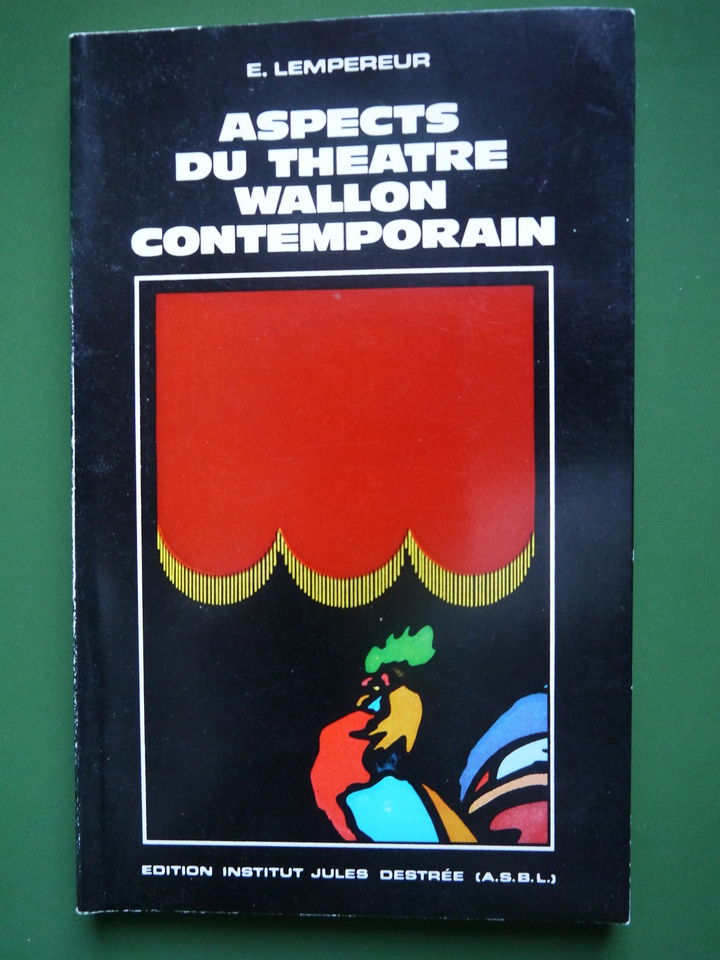 E. LEMPEREUR
ASPECTS
DU THEATRE
WALLON
CONTEMPORAIN
EDITION INSTITUT JULES DESTRÉE (A.S.B.L.)